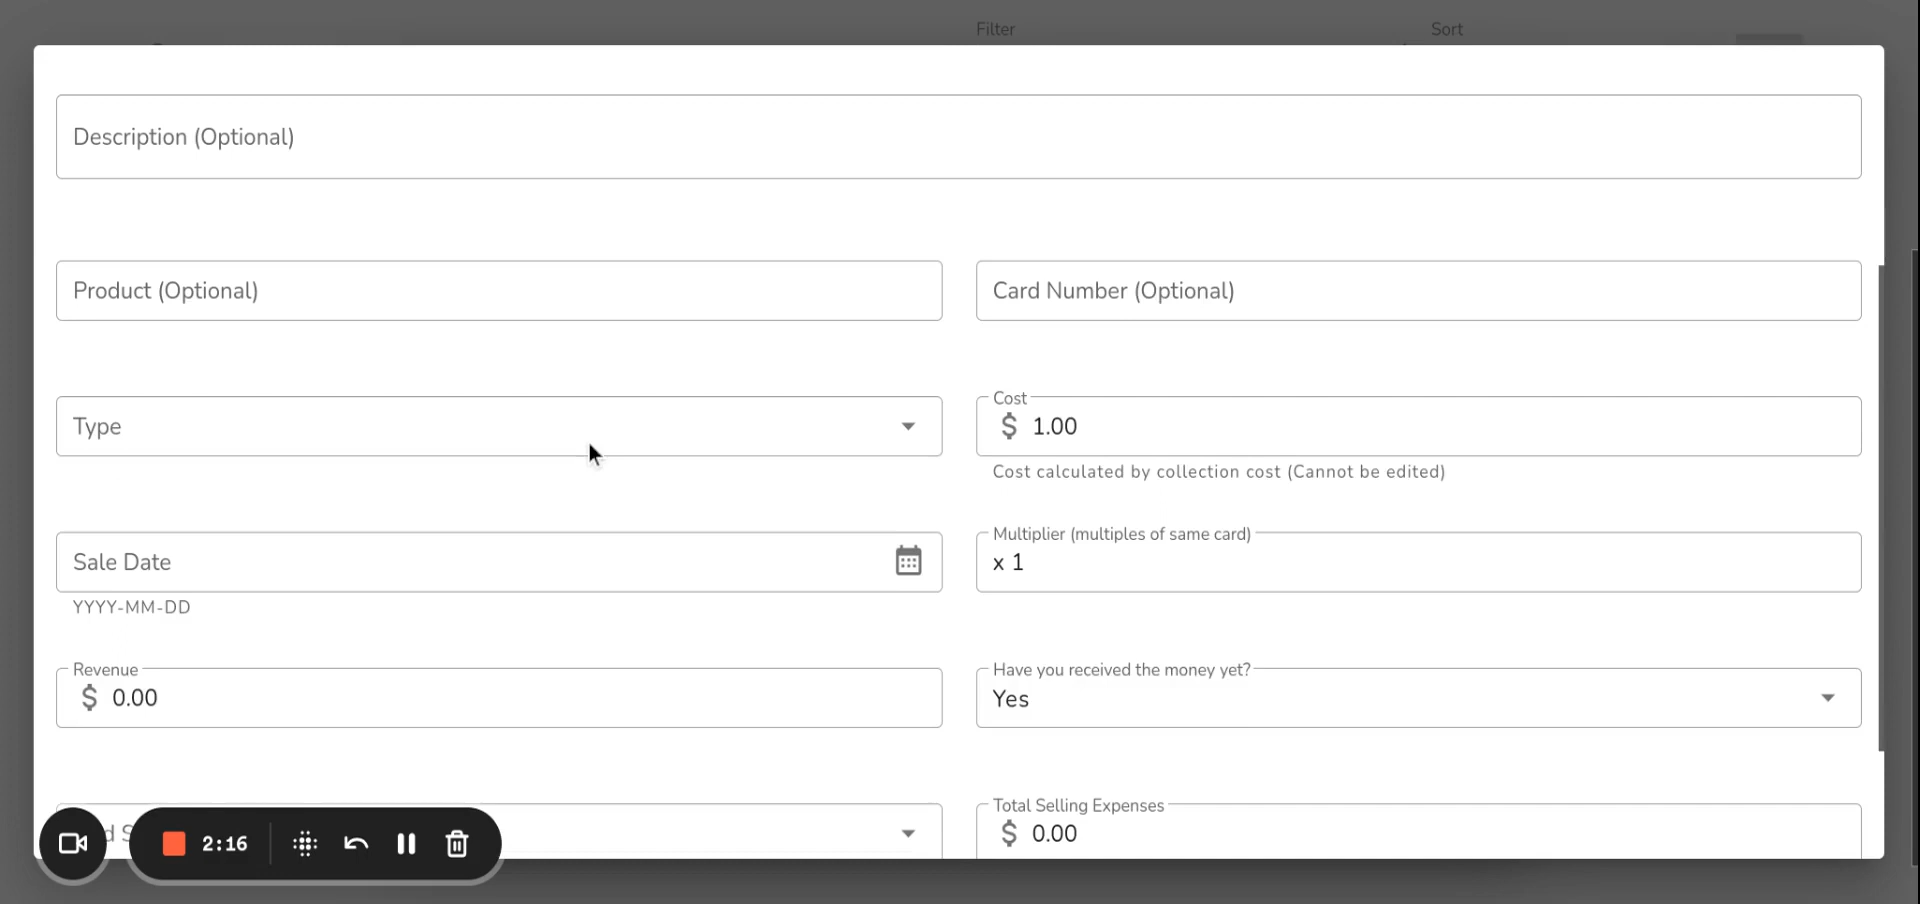 Filter Sort
Description (Optional)
Product (Optional) Card Number (Optional)
Type
Cost
$ 1.00
Cost calculated by collection cost (Cannot be edited)
Sale Date
YYYY-MM-DD
Multiplier (multiples of same card)
x 1
Revenue
$ 0.00
Have you received the money yet?
Yes
Total Selling Expenses
$ 0.00
2:16